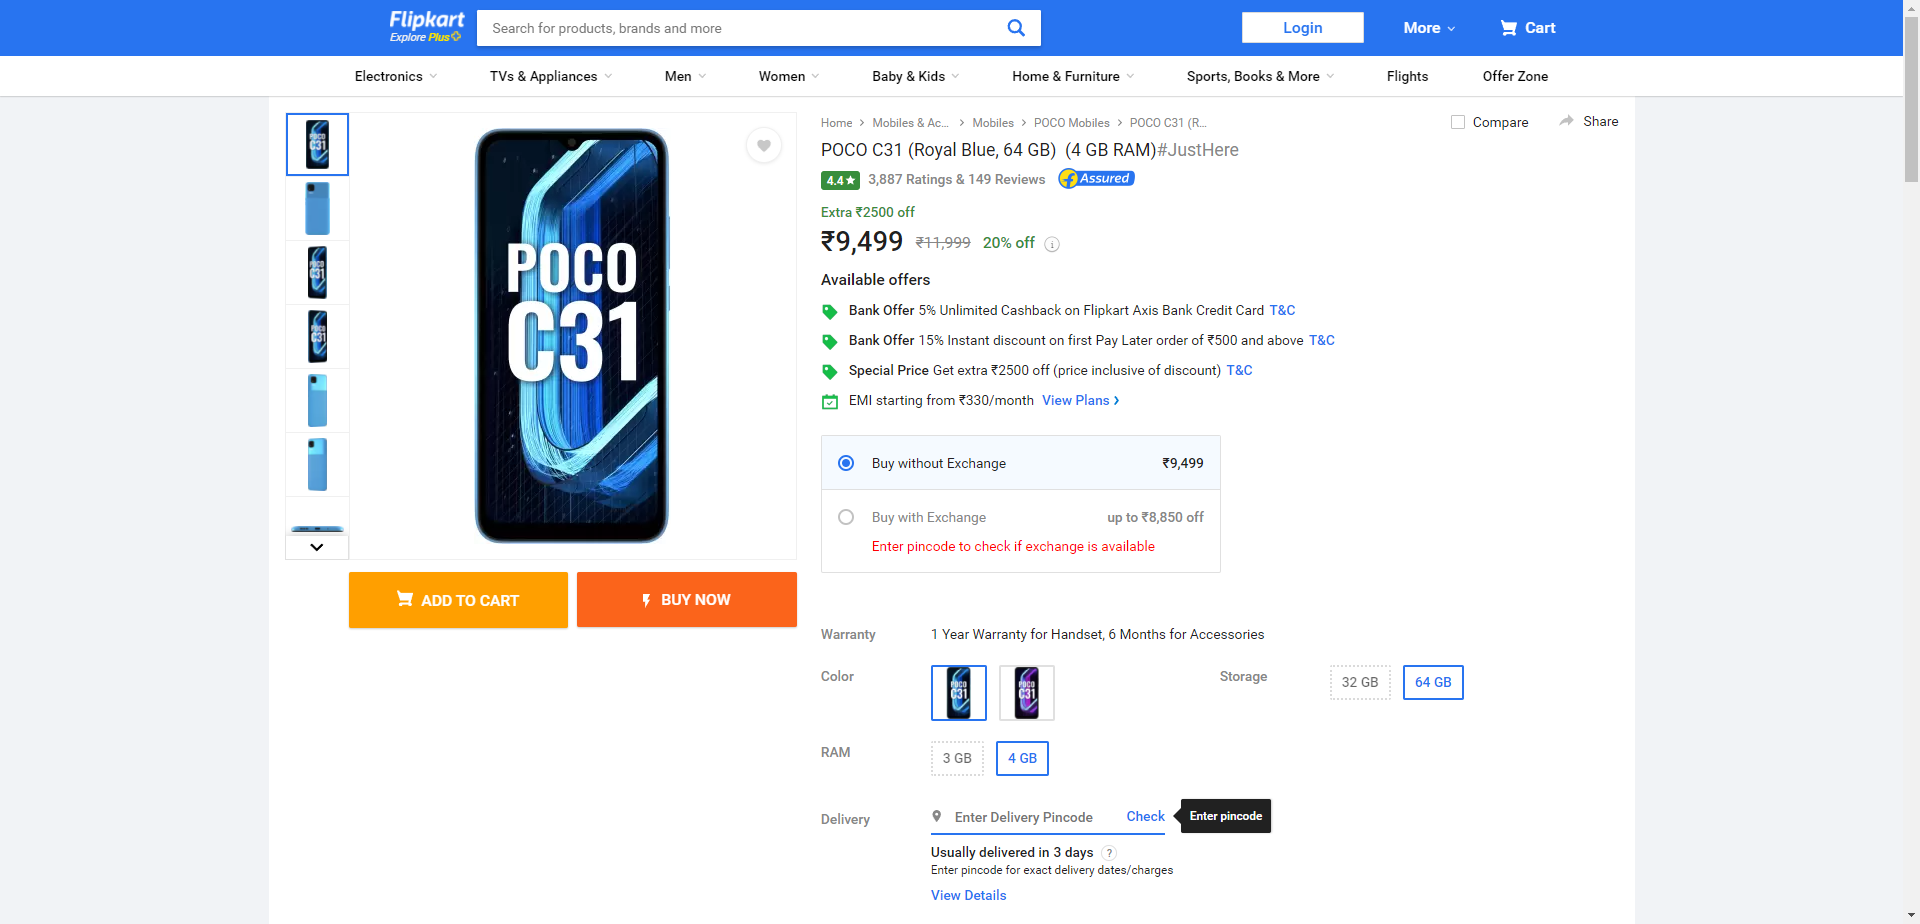 Flipkart
Explore Plus
Search for products, brands and more
Login
More
Cart
Electronics
TVs & Appliances
Men
Women
Baby & Kids
Home & Furniture
Sports, Books & More
Flights
Offer Zone
Home > Mobiles & Ac... > Mobiles > POCO Mobiles > POCO C31 (R...
Compare
Share
POCO C31 (Royal Blue, 64 GB) (4 GB RAM)#JustHere
4.4★ 3,887 Ratings & 149 Reviews Assured
Extra ₹2500 off
₹9,499 ₹11,999 20% off
Available offers
Bank Offer 5% Unlimited Cashback on Flipkart Axis Bank Credit Card T&C
Bank Offer 15% Instant discount on first Pay Later order of ₹500 and above T&C
Special Price Get extra ₹2500 off (price inclusive of discount) T&C
EMI starting from ₹330/month View Plans >
POCO
C31
POCO
C31
POCO
C31
POCO
C31
Buy without Exchange ₹9,499
Buy with Exchange up to ₹8,850 off
Enter pincode to check if exchange is available
ADD TO CART
BUY NOW
Warranty 1 Year Warranty for Handset, 6 Months for Accessories
Color
POCO
C31
POCO
C31
Storage 32 GB 64 GB
RAM 3 GB 4 GB
Delivery Enter Delivery Pincode Check Enter pincode
Usually delivered in 3 days ?
Enter pincode for exact delivery dates/charges
View Details